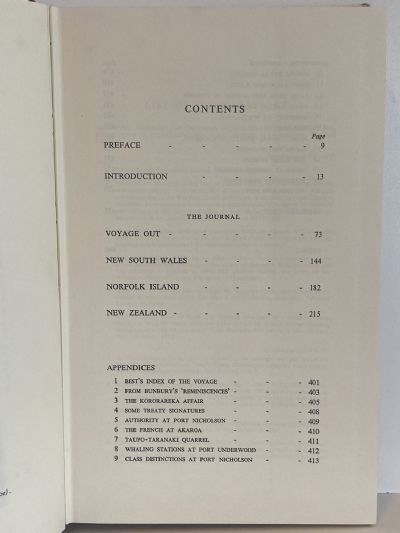 CONTENTS
Page
PREFACE - - - - - 9
INTRODUCTION - - - - 13
THE JOURNAL
VOYAGE OUT - - - - - 73
NEW SOUTH WALES - - - - 144
NORFOLK ISLAND - - - - 182
NEW ZEALAND - - - - - 215
APPENDICES
1 BEST'S INDEX OF THE VOYAGE - - - 401
2 FROM BUNBURY'S 'REMINISCENCES' - - - 403
3 THE KORORAREKA AFFAIR - - - 405
4 SOME TREATY SIGNATURES - - - 408
5 AUTHORITY AT PORT NICHOLSON - - - 409
6 THE FRENCH AT AKAROA - - - 410
7 TAUPO-TARANAKI QUARREL - - - 411
8 WHALING STATIONS AT PORT UNDERWOOD - - 412
9 CLASS DISTINCTIONS AT PORT NICHOLSON - - 413